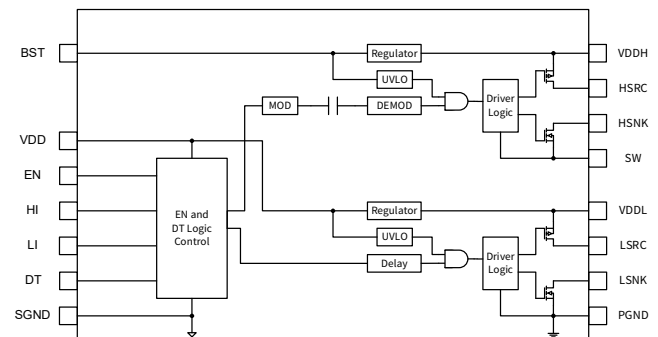 BST
Regulator
VDDH
UVLO
HSRC
MOD
DEMOD
Driver
Logic
HSNK
VDD
SW
EN
HI
EN and
DT Logic
Control
Regulator
VDDL
UVLO
LI
LSRC
Delay
Driver
Logic
DT
LSNK
SGND
PGND